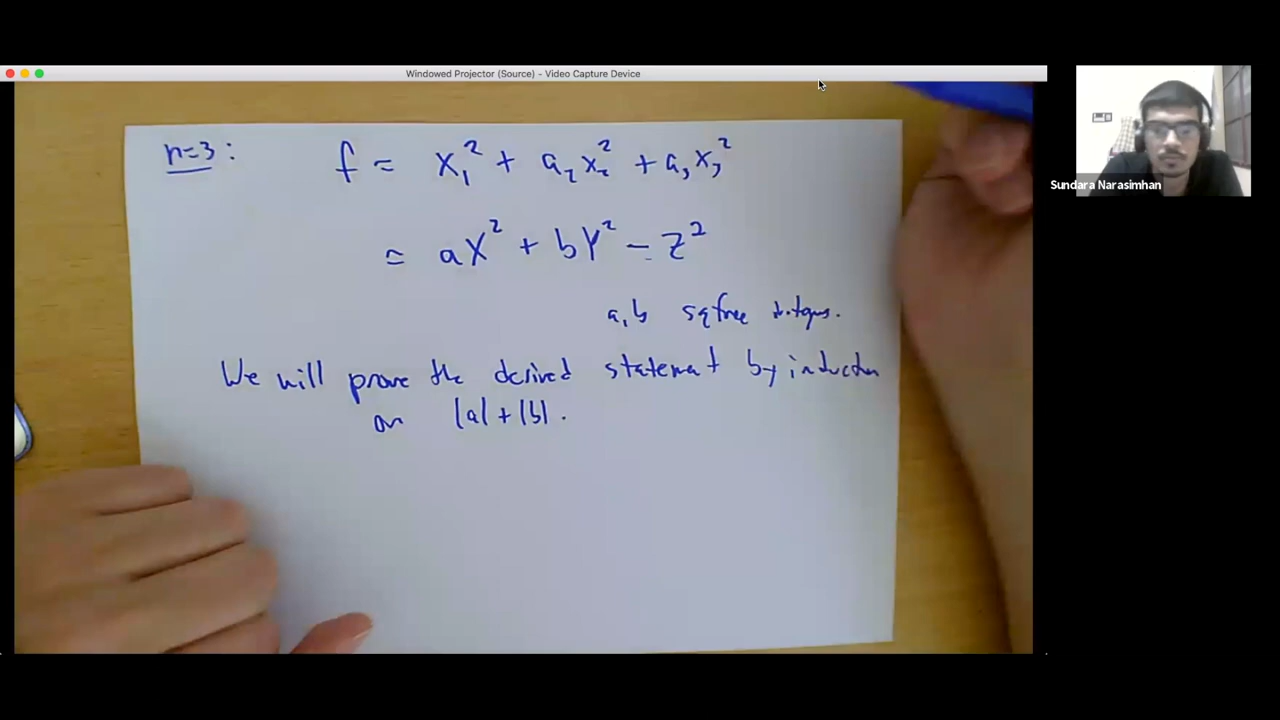 Windowed Projector (Source) - Video Capture Device
n=3: f = x₁² + a₂x₂² + a₃x₃²
≃ aX² + bY² - Z²
a,b sqfree integers.
We will prove the desired statement by induction
on |a|+|b|.
Sundara Narasimhan